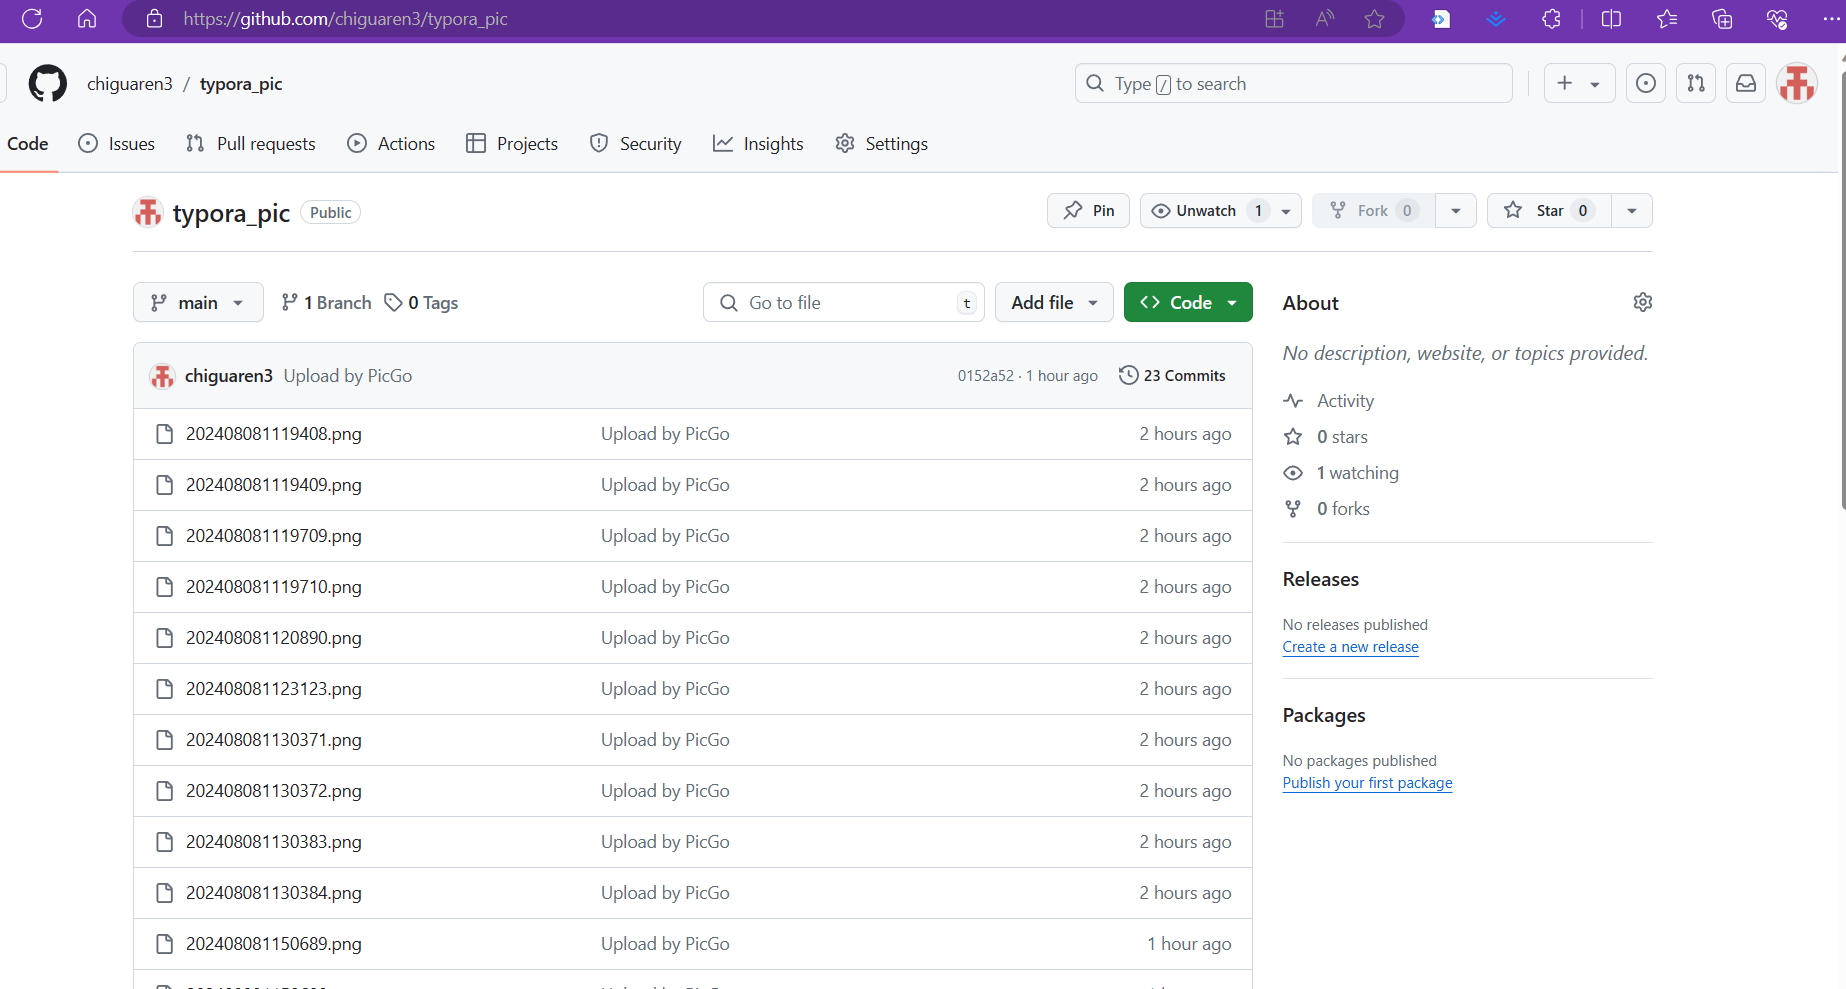 https://github.com/chiguaren3/typora_pic
chiguaren3 / typora_pic
Type / to search
Code Issues Pull requests Actions Projects Security Insights Settings
typora_pic Public
Pin Unwatch 1 Fork 0 Star 0
main 1 Branch 0 Tags Go to file t Add file Code
About
No description, website, or topics provided.
chiguaren3 Upload by PicGo 0152a52 · 1 hour ago 23 Commits
Activity
0 stars
1 watching
0 forks
202408081119408.png Upload by PicGo 2 hours ago
202408081119409.png Upload by PicGo 2 hours ago
202408081119709.png Upload by PicGo 2 hours ago
202408081119710.png Upload by PicGo 2 hours ago
202408081120890.png Upload by PicGo 2 hours ago
202408081123123.png Upload by PicGo 2 hours ago
202408081130371.png Upload by PicGo 2 hours ago
202408081130372.png Upload by PicGo 2 hours ago
202408081130383.png Upload by PicGo 2 hours ago
202408081130384.png Upload by PicGo 2 hours ago
202408081150689.png Upload by PicGo 1 hour ago
Releases
No releases published
Create a new release
Packages
No packages published
Publish your first package